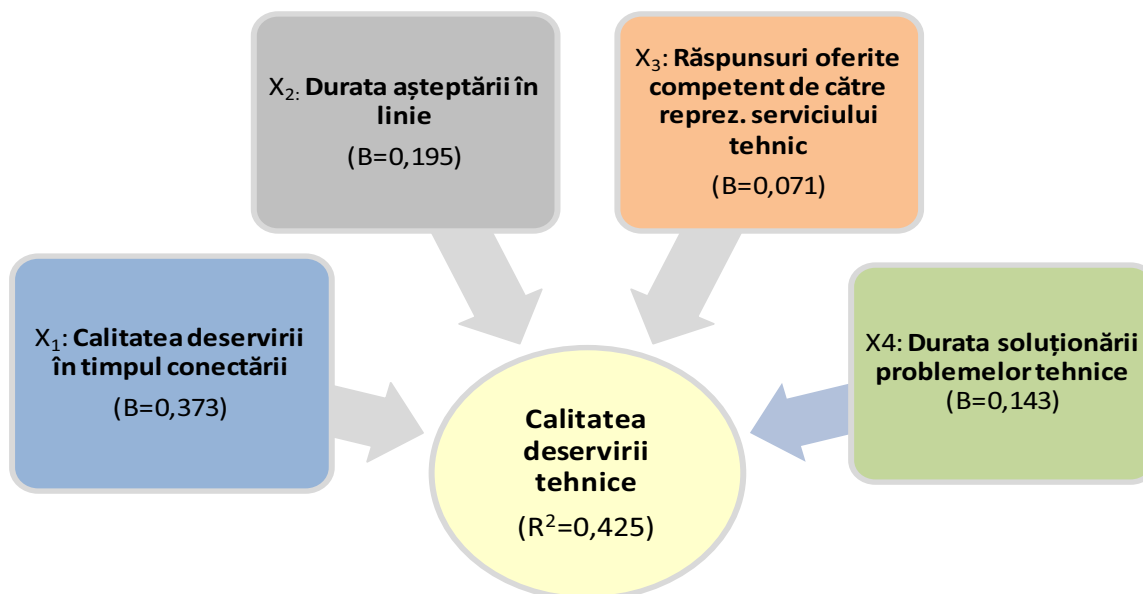 X₂: Durata așteptării în
linie
(B=0,195)
X₃: Răspunsuri oferite
competent de către
reprez. serviciului
tehnic
(B=0,071)
X₁: Calitatea deservirii
în timpul conectării
(B=0,373)
X4: Durata soluționării
problemelor tehnice
(B=0,143)
Calitatea
deservirii
tehnice
(R²=0,425)